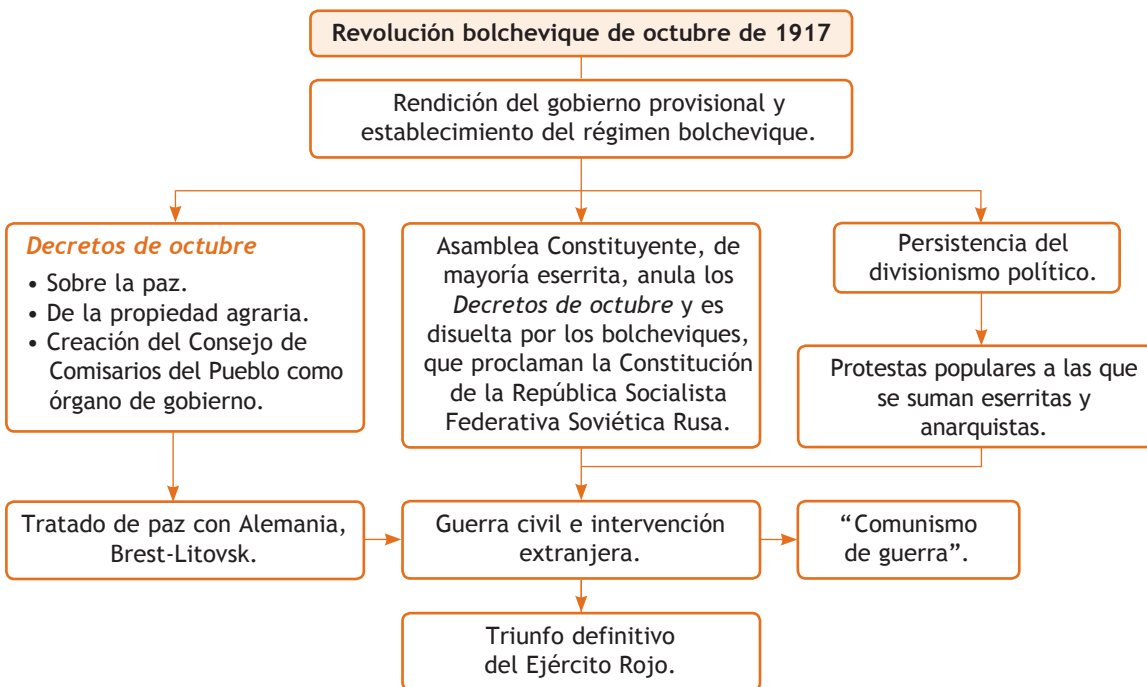 Revolución bolchevique de octubre de 1917
Rendición del gobierno provisional y
establecimiento del régimen bolchevique.
Decretos de octubre
• Sobre la paz.
• De la propiedad agraria.
• Creación del Consejo de
Comisarios del Pueblo como
órgano de gobierno.
Asamblea Constituyente, de
mayoría eserrita, anula los
Decretos de octubre y es
disuelta por los bolcheviques,
que proclaman la Constitución
de la República Socialista
Federativa Soviética Rusa.
Persistencia del
divisionismo político.
Protestas populares a las que
se suman eserritas y
anarquistas.
Tratado de paz con Alemania,
Brest-Litovsk.
Guerra civil e intervención
extranjera.
“Comunismo
de guerra”.
Triunfo definitivo
del Ejército Rojo.